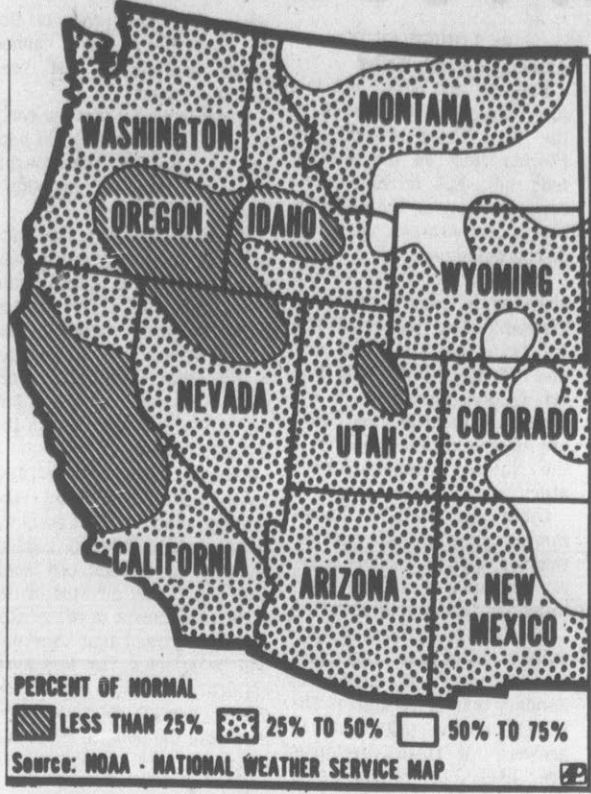 MONTANA
WASHINGTON
OREGON
IDAHO
WYOMING
NEVADA
UTAH
COLORADO
CALIFORNIA
ARIZONA
NEW
MEXICO
PERCENT OF NORMAL
LESS THAN 25% 25% TO 50% 50% TO 75%
Source: NOAA - NATIONAL WEATHER SERVICE MAP